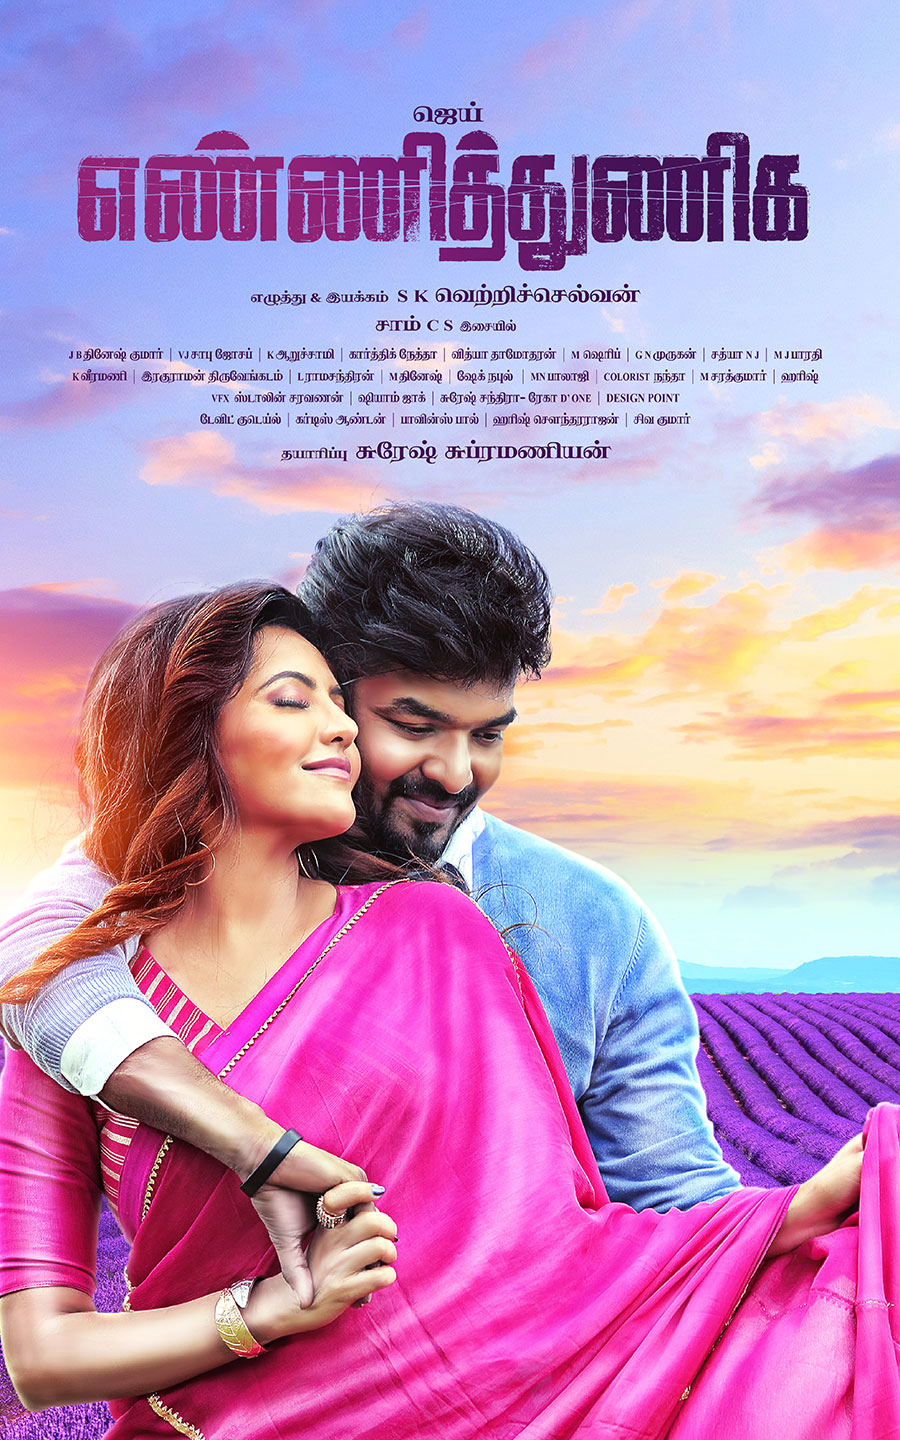 ஜெய்
எண்ணித்துணிக
எழுத்து & இயக்கம் S K வெற்றிச்செல்வன்
சாம் C S இசையில்
J B தினேஷ் குமார் | VJ சாபு ஜோசப் | K ஆறுச்சாமி | கார்த்திக் நேத்தா | வித்யா தாமோதரன் | M ஷெரிப் | G N முருகன் | சத்யா N J | M J பாரதி
K வீரமணி | இரகுராமன் திருவேங்கடம் | L ராமசந்திரன் | M தினேஷ் | ஷேக் நபுல் | MN பாலாஜி | COLORIST நந்தா | M சரத்குமார் | ஹரிஷ்
VFX ஸ்டாலின் சரவணன் | ஷியாம் ஜாக் | சுரேஷ் சந்திரா- ரேகா D'ONE | DESIGN POINT
டேவிட் குடெய்ல் | கர்டிஸ் ஆண்டன் | பாவின்ஸ் பால் | ஹரிஷ் சௌந்தரராஜன் | சிவ குமார்
தயாரிப்பு சுரேஷ் சுப்ரமணியன்